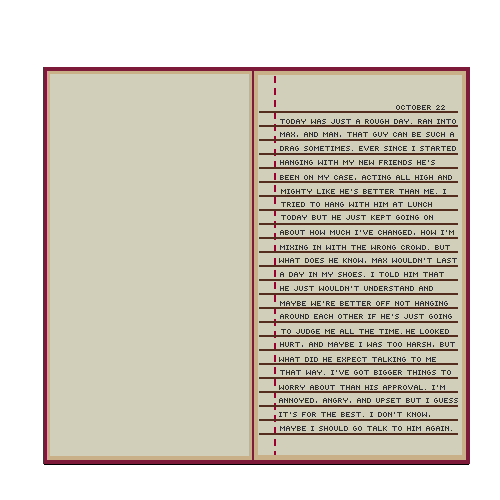 OCTOBER 22
TODAY WAS JUST A ROUGH DAY. RAN INTO
MAX, AND MAN, THAT GUY CAN BE SUCH A
DRAG SOMETIMES. EVER SINCE I STARTED
HANGING WITH MY NEW FRIENDS HE'S
BEEN ON MY CASE, ACTING ALL HIGH AND
MIGHTY LIKE HE'S BETTER THAN ME. I
TRIED TO HANG WITH HIM AT LUNCH
TODAY BUT HE JUST KEPT GOING ON
ABOUT HOW MUCH I'VE CHANGED, HOW I'M
MIXING IN WITH THE WRONG CROWD. BUT
WHAT DOES HE KNOW, MAX WOULDN'T LAST
A DAY IN MY SHOES. I TOLD HIM THAT
HE JUST WOULDN'T UNDERSTAND AND
MAYBE WE'RE BETTER OFF NOT HANGING
AROUND EACH OTHER IF HE'S JUST GOING
TO JUDGE ME ALL THE TIME. HE LOOKED
HURT, AND MAYBE I WAS TOO HARSH, BUT
WHAT DID HE EXPECT TALKING TO ME
THAT WAY. I'VE GOT BIGGER THINGS TO
WORRY ABOUT THAN HIS APPROVAL. I'M
ANNOYED, ANGRY, AND UPSET BUT I GUESS
IT'S FOR THE BEST. I DON'T KNOW,
MAYBE I SHOULD GO TALK TO HIM AGAIN.